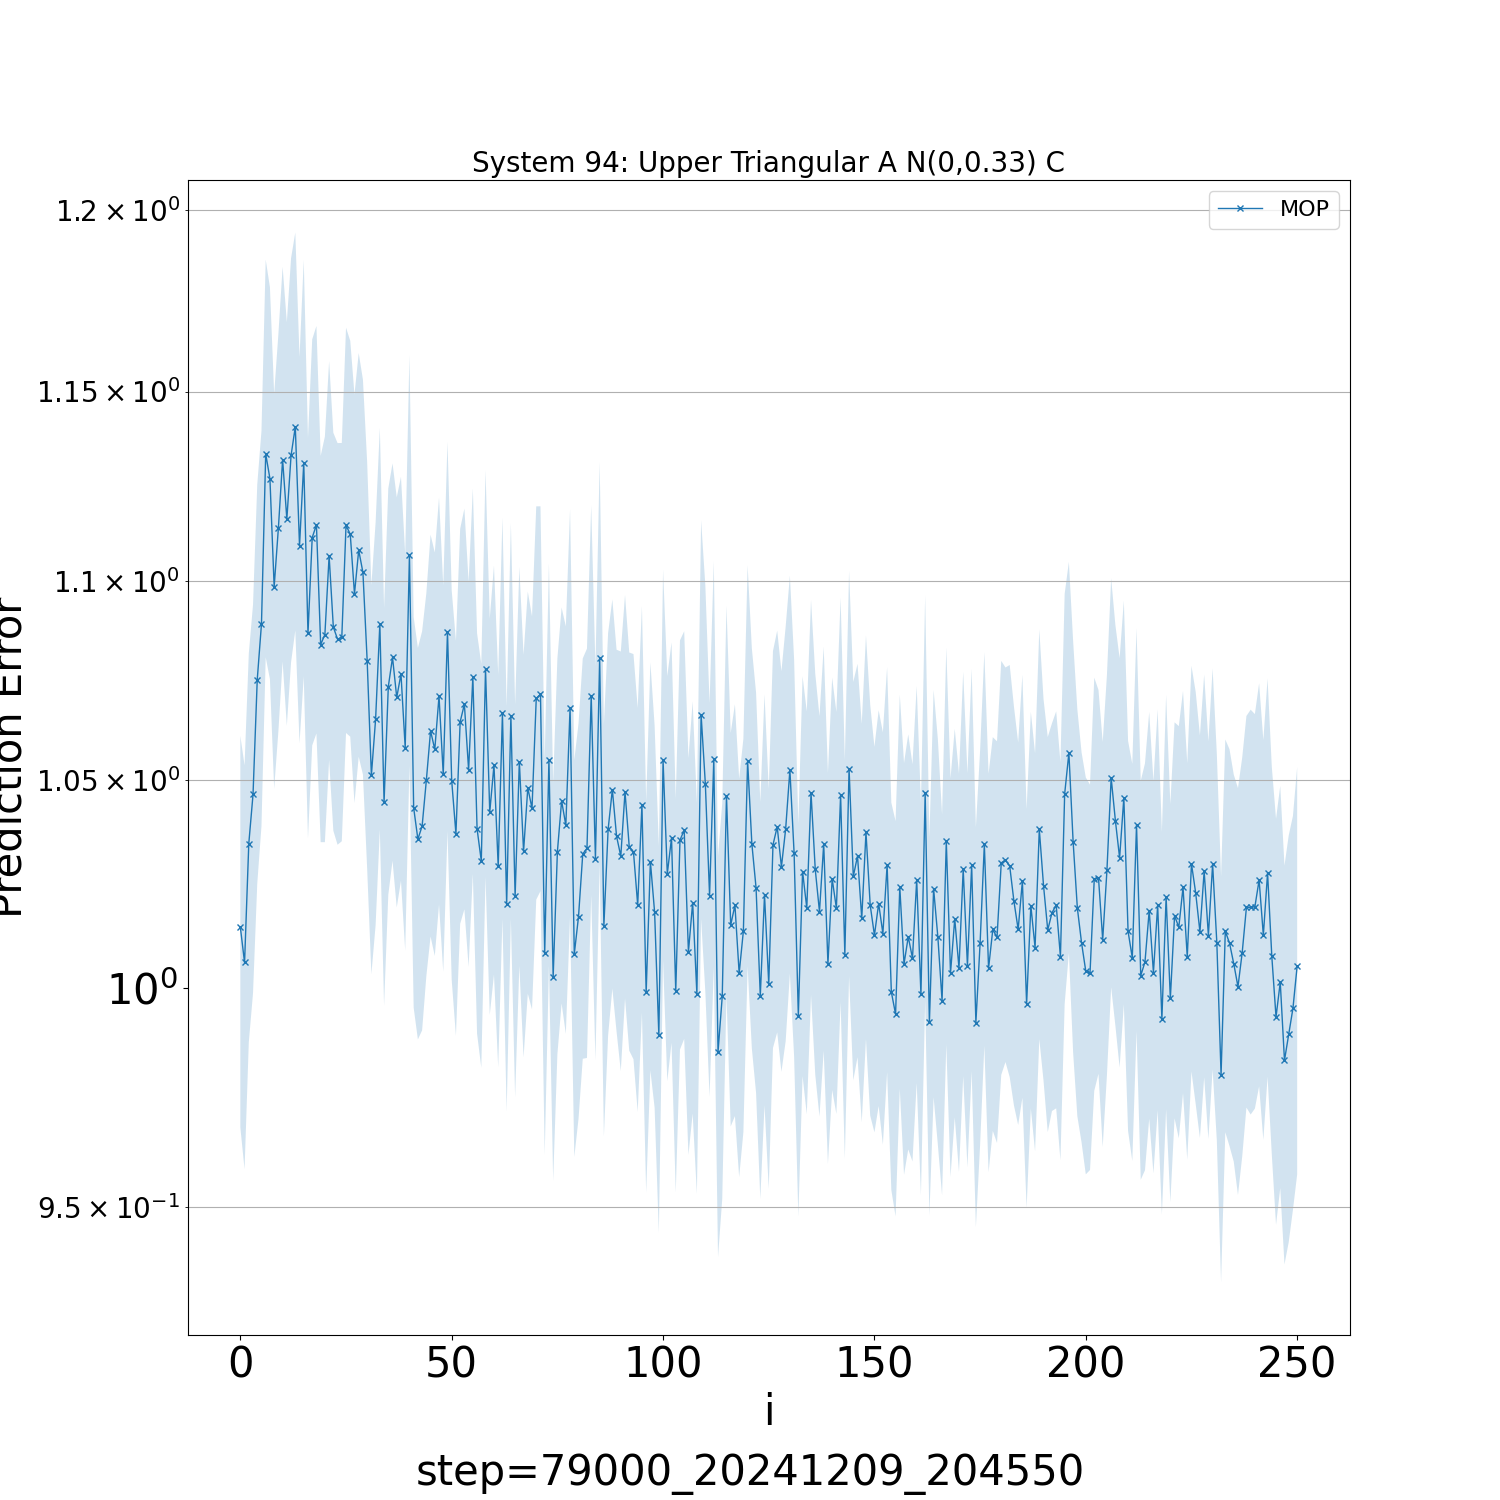 System 94: Upper Triangular A N(0,0.33) C
MOP
1.2 × 10⁰
1.15 × 10⁰
1.1 × 10⁰
1.05 × 10⁰
10⁰
9.5 × 10⁻¹
Prediction Error
0 50 100 150 200 250
i
step=79000_20241209_204550